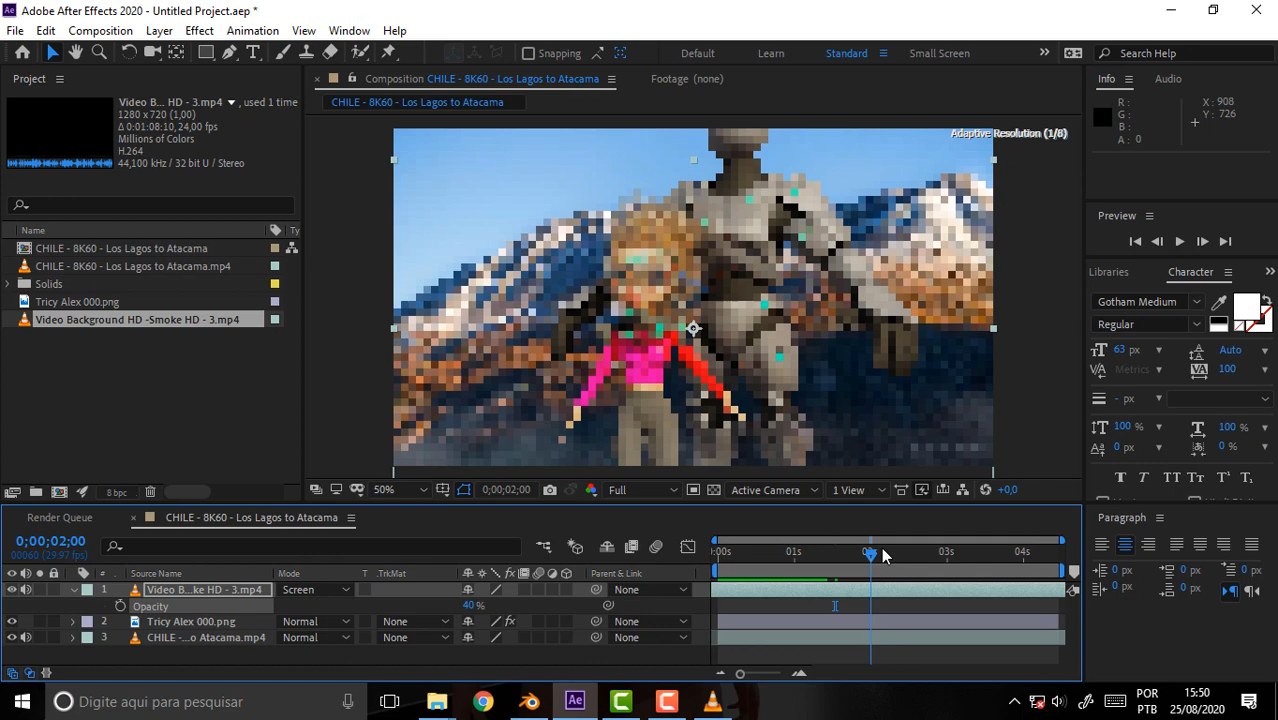 Adobe After Effects 2020 - Untitled Project.aep *
File Edit Composition Layer Effect Animation View Window Help
Snapping Default Learn Standard Small Screen Search Help
Project
Video B... HD - 3.mp4 , used 1 time
1280 x 720 (1,00)
Δ 0:01:08:10, 24,00 fps
Millions of Colors
H.264
44,100 kHz / 32 bit U / Stereo
Name Ty
CHILE - 8K60 - Los Lagos to Atacama
CHILE - 8K60 - Los Lagos to Atacama.mp4
Solids
Tricy Alex 000.png
Video Background HD -Smoke HD - 3.mp4
8 bpc
Composition CHILE - 8K60 - Los Lagos to Atacama Footage (none)
CHILE - 8K60 - Los Lagos to Atacama
Adaptive Resolution (1/8)
50% 0;00;02;00 Full Active Camera 1 View +0,0
Info Audio
R : X : 908
G : Y : 726
B :
A : 0
Preview
Libraries Character
Gotham Medium
Regular
63 px Auto
Metrics 100
- px
100 % 100 %
0 px 0 %
T T TT Tt T¹ T₁
Paragraph
0 px 0 px 0 px
0 px 0 px
Render Queue CHILE - 8K60 - Los Lagos to Atacama
0;00;02;00
00060 (29.97 fps)
:00s 01s 02s 03s 04s
# Source Name Mode T .TrkMat Parent & Link
1 Video B...ke HD - 3.mp4 Screen None
Opacity 40 %
2 Tricy Alex 000.png Normal None None
3 CHILE -...o Atacama.mp4 Normal None None
Digite aqui para pesquisar
POR
PTB
15:50
25/08/2020